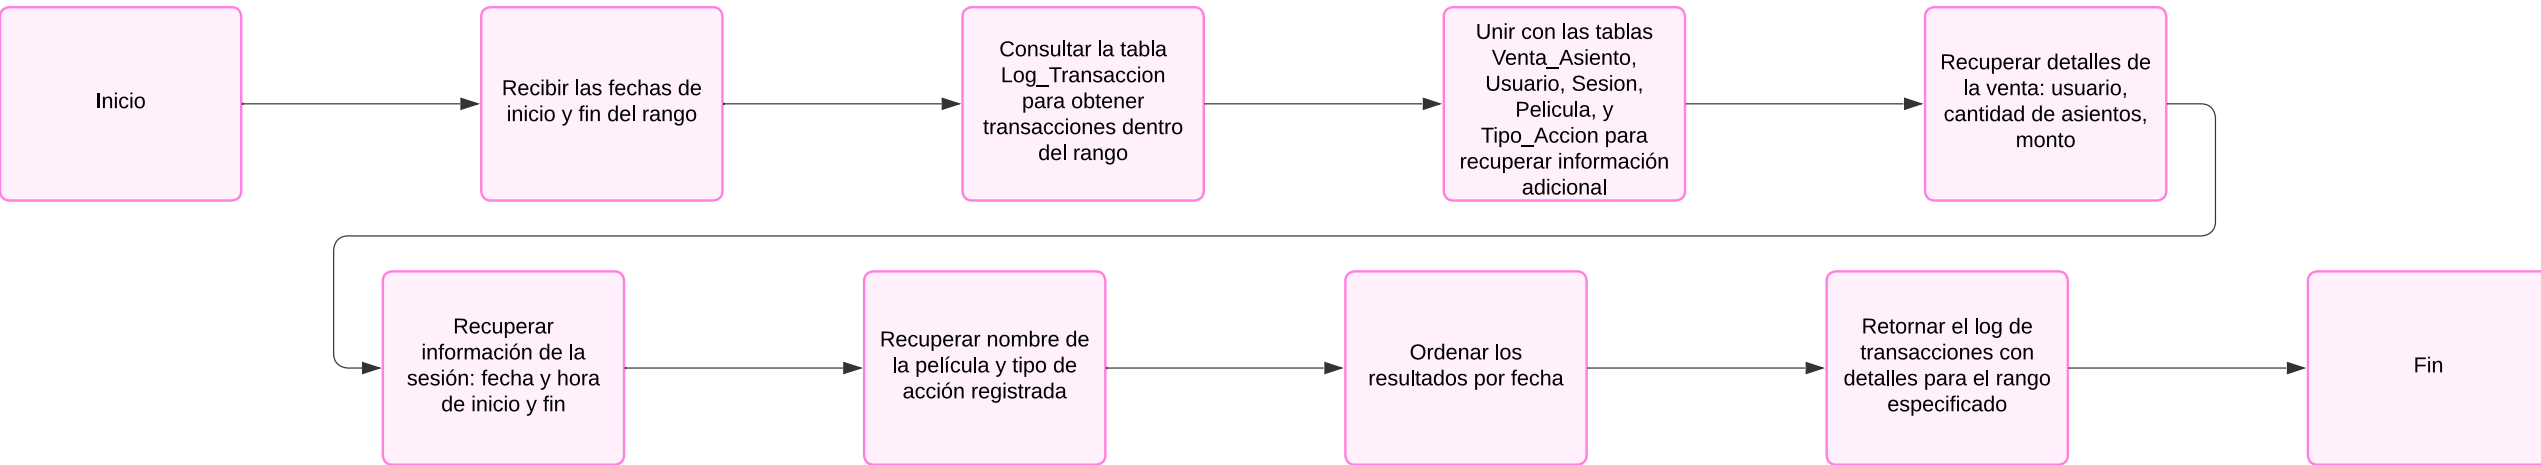 Inicio
Recibir las fechas de
inicio y fin del rango
Consultar la tabla
Log_Transaccion
para obtener
transacciones dentro
del rango
Unir con las tablas
Venta_Asiento,
Usuario, Sesion,
Pelicula, y
Tipo_Accion para
recuperar información
adicional
Recuperar detalles de
la venta: usuario,
cantidad de asientos,
monto
Recuperar
información de la
sesión: fecha y hora
de inicio y fin
Recuperar nombre de
la película y tipo de
acción registrada
Ordenar los
resultados por fecha
Retornar el log de
transacciones con
detalles para el rango
especificado
Fin